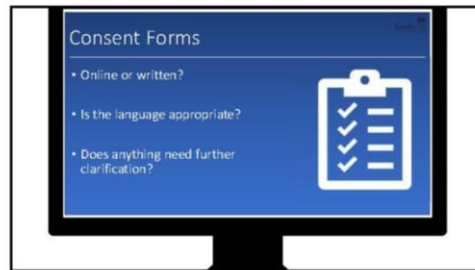 Consent Forms
• Online or written?
• Is the language appropriate?
• Does anything need further
clarification?